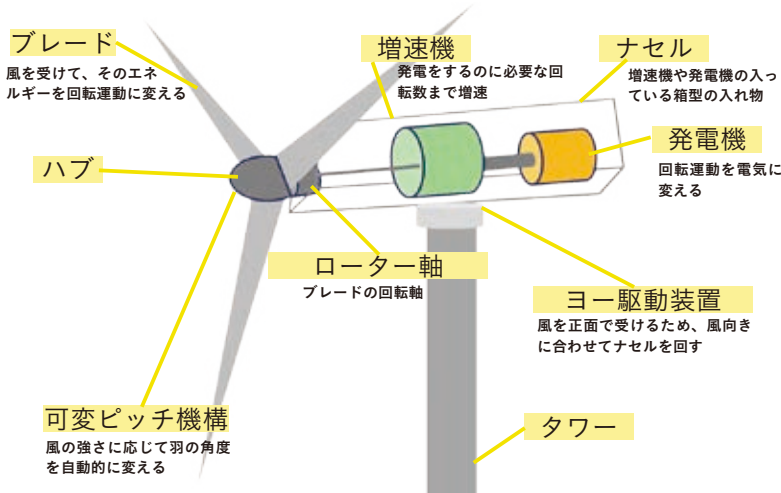 ブレード
風を受けて、そのエネ
ルギーを回転運動に変える
増速機
発電をするのに必要な回
転数まで増速
ナセル
増速機や発電機の入っ
ている箱型の入れ物
発電機
回転運動を電気に
変える
ハブ
ローター軸
ブレードの回転軸
ヨー駆動装置
風を正面で受けるため、風向き
に合わせてナセルを回す
可変ピッチ機構
風の強さに応じて羽の角度
を自動的に変える
タワー